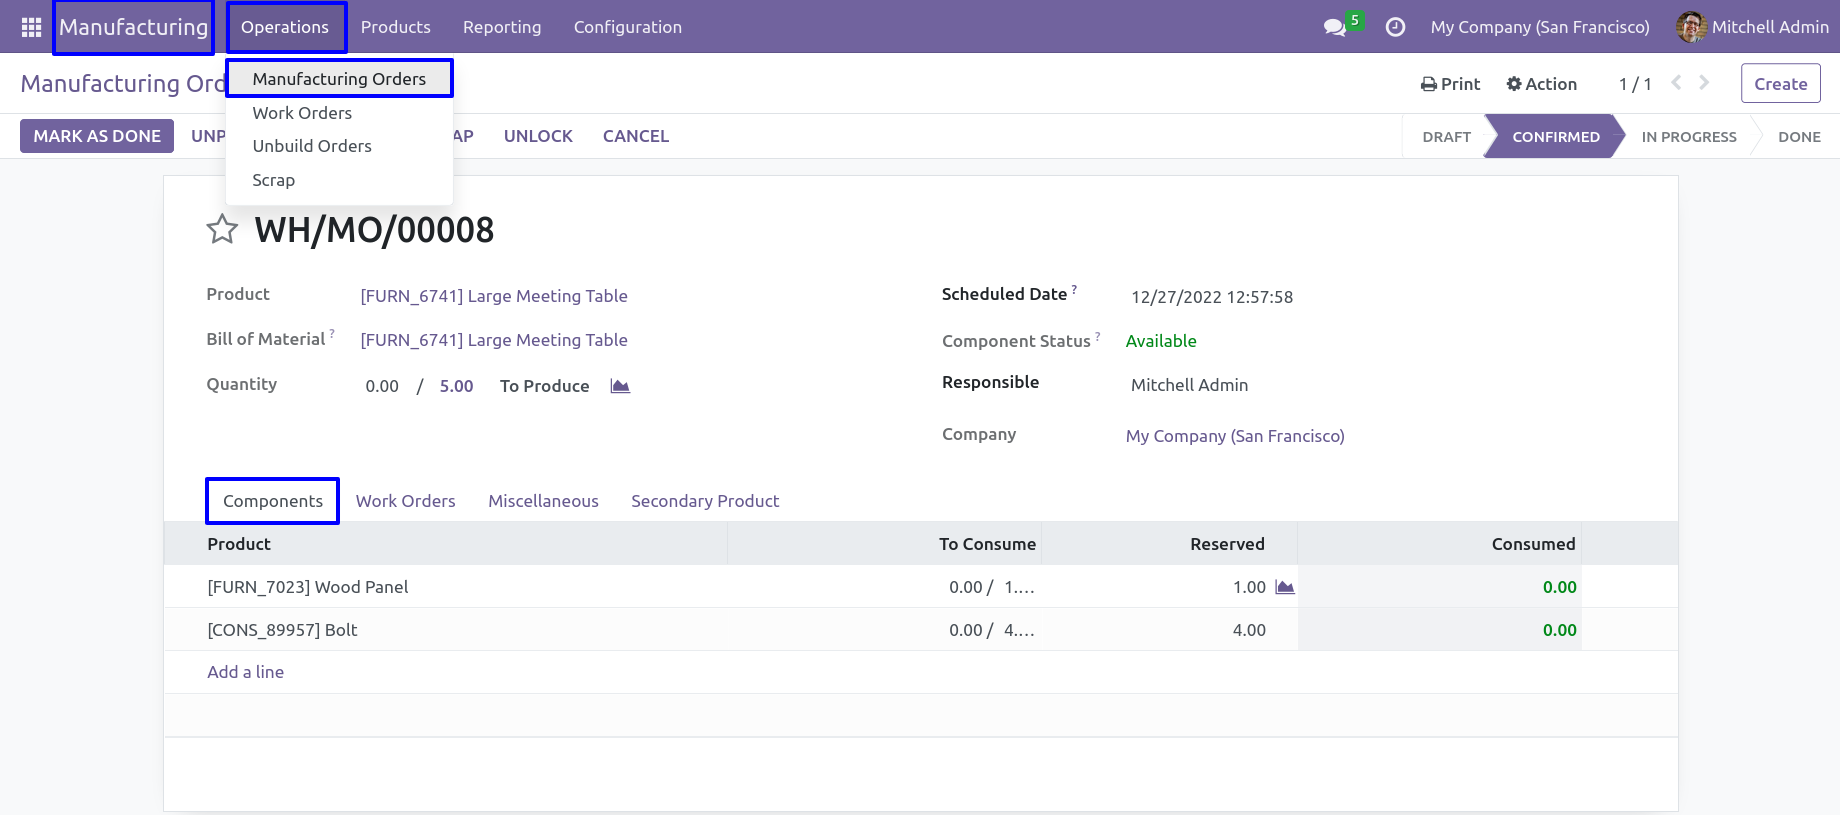 Manufacturing Operations Products Reporting Configuration 5 My Company (San Francisco) Mitchell Admin
Manufacturing Orders
Work Orders
Unbuild Orders
Scrap
Manufacturing Ord Print Action 1 / 1 Create
MARK AS DONE UNP AP UNLOCK CANCEL DRAFT CONFIRMED IN PROGRESS DONE
WH/MO/00008
Product [FURN_6741] Large Meeting Table Scheduled Date ? 12/27/2022 12:57:58
Bill of Material ? [FURN_6741] Large Meeting Table Component Status ? Available
Quantity 0.00 / 5.00 To Produce Responsible Mitchell Admin
Company My Company (San Francisco)
Components Work Orders Miscellaneous Secondary Product
Product To Consume Reserved Consumed
[FURN_7023] Wood Panel 0.00 / 1.... 1.00 0.00
[CONS_89957] Bolt 0.00 / 4.... 4.00 0.00
Add a line